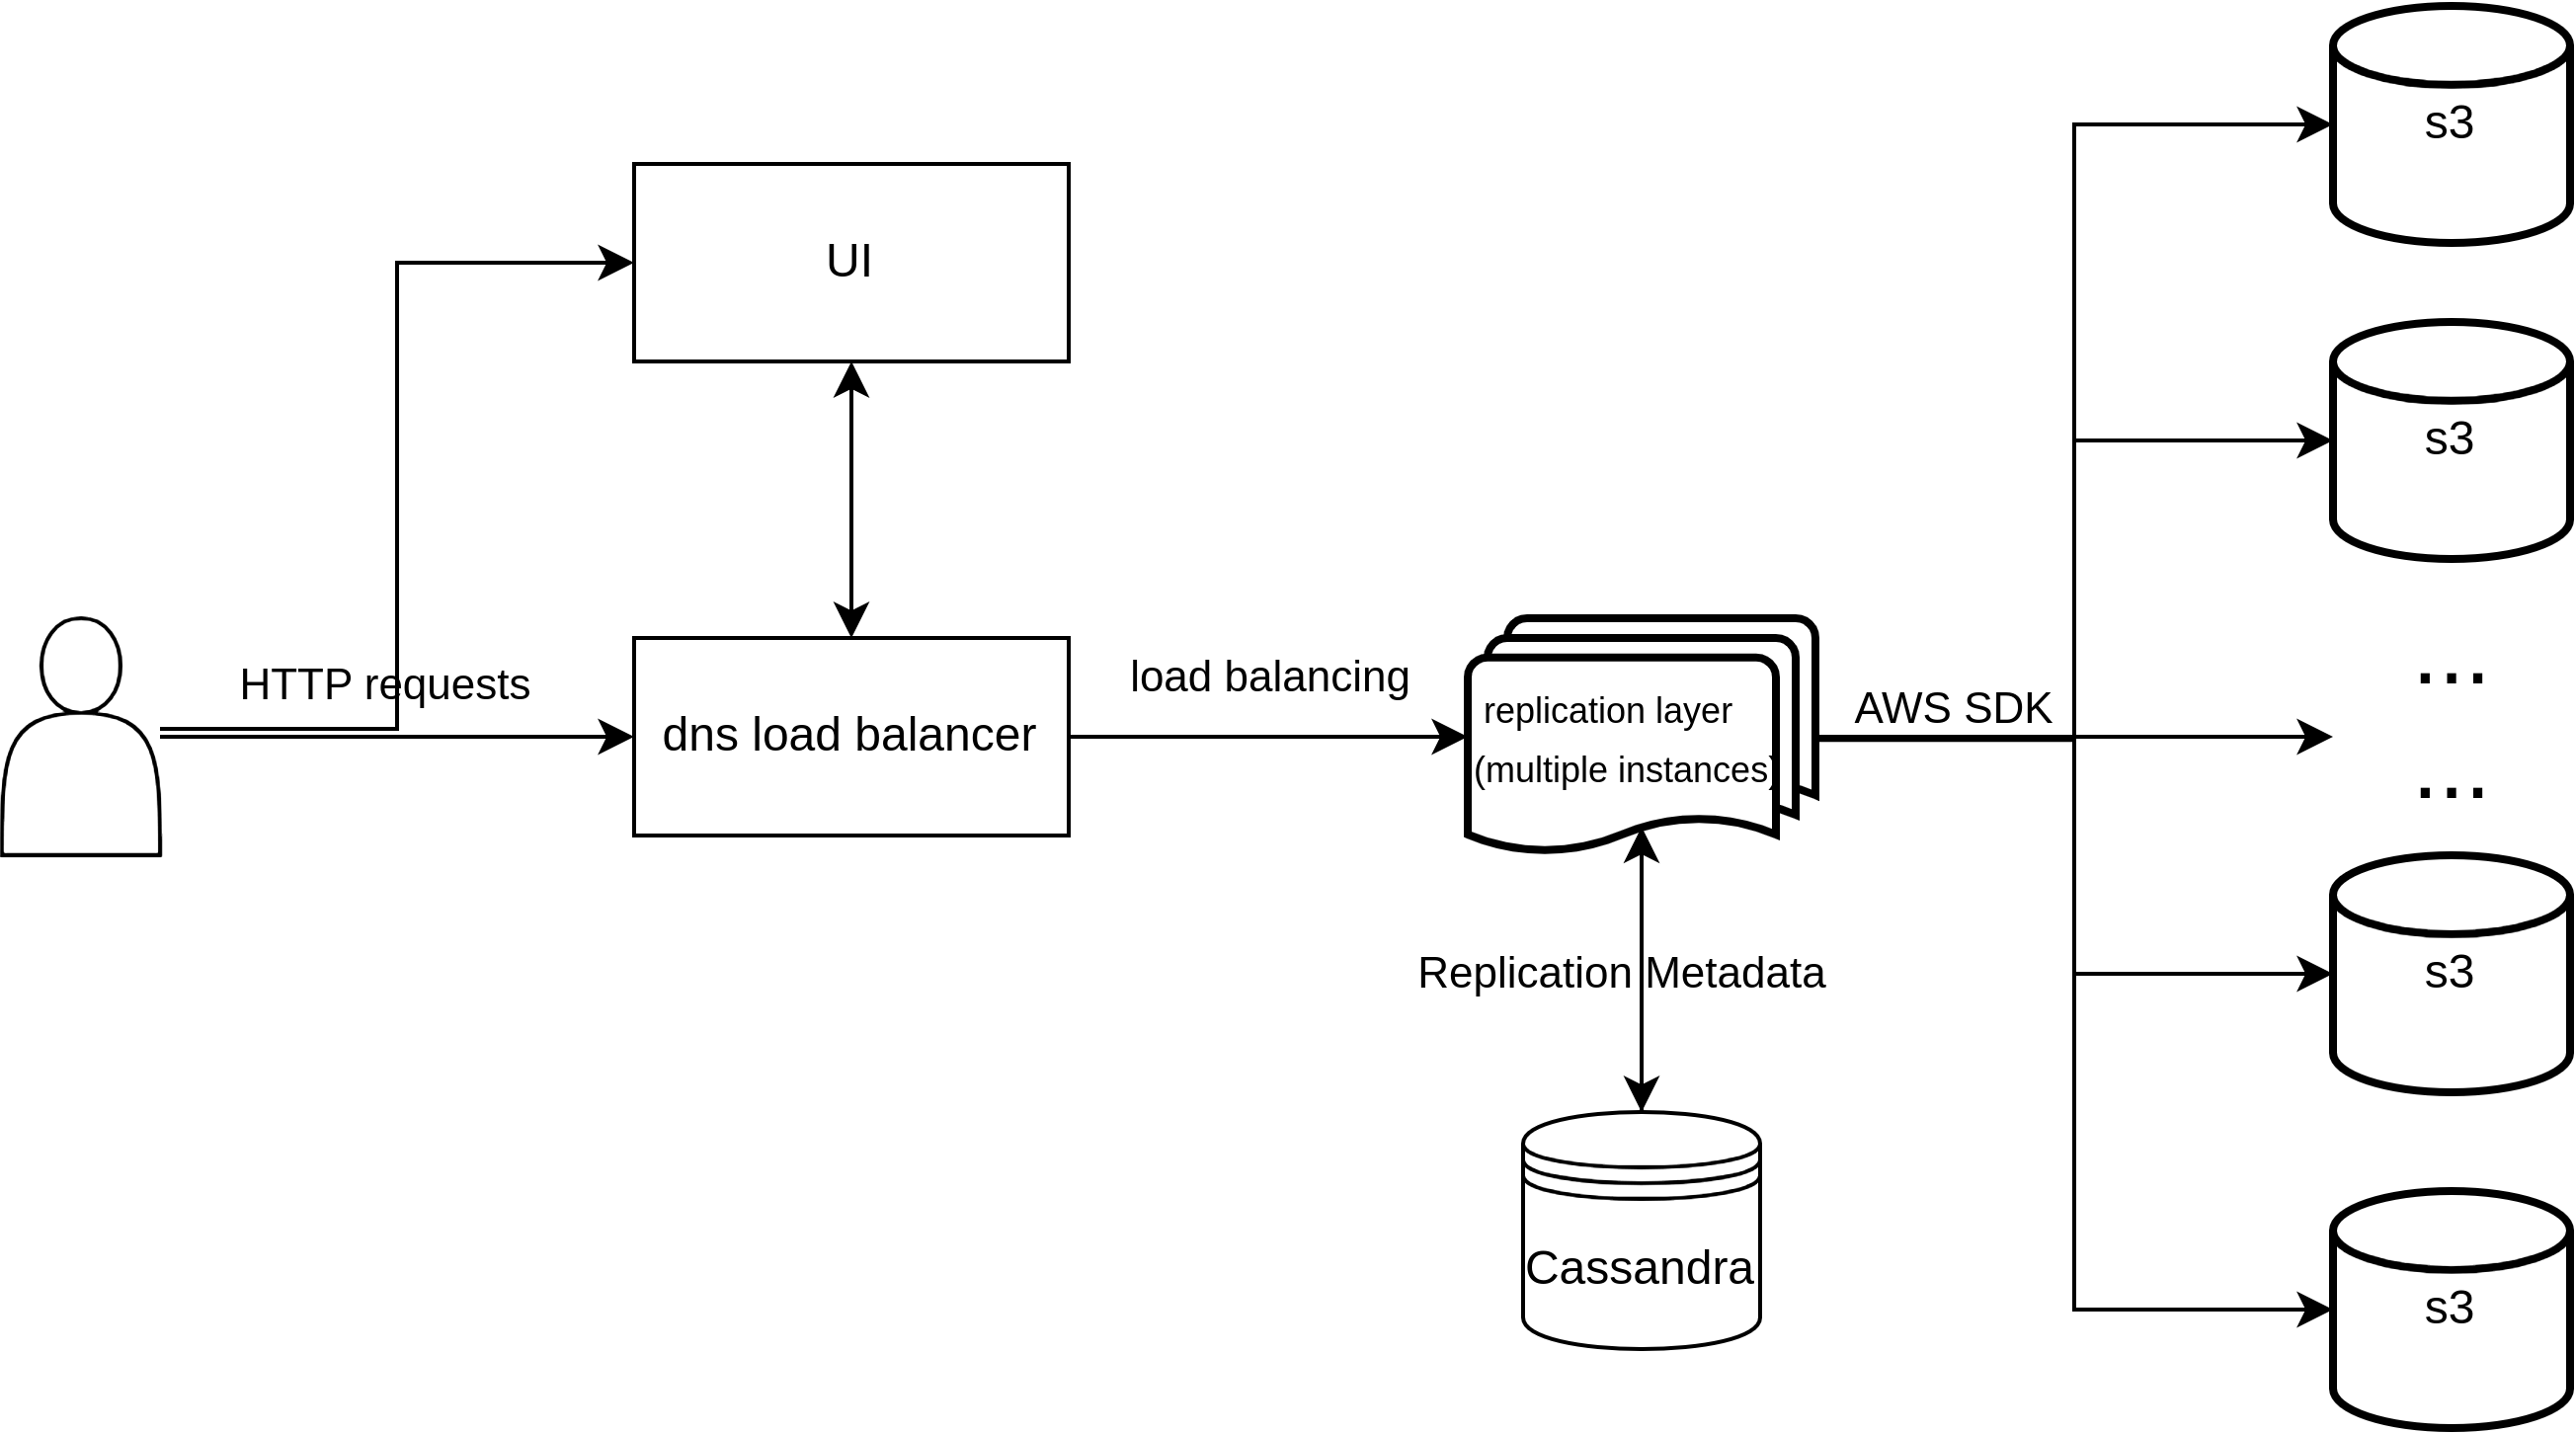 s3
UI
s3
HTTP requests
load balancing
...
dns load balancer
replication layer
(multiple instances)
AWS SDK
...
Replication Metadata
s3
Cassandra
s3